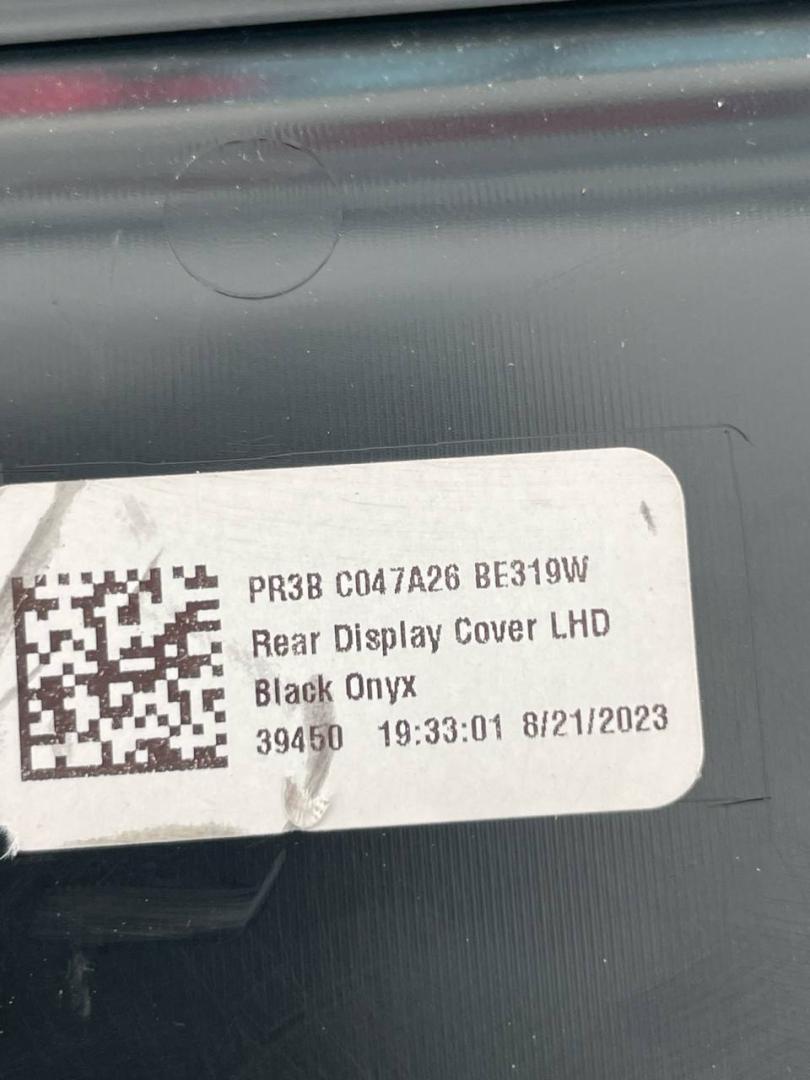 PR3B C047A26 BE319W
Rear Display Cover LHD
Black Onyx
39450 19:33:01 8/21/2023